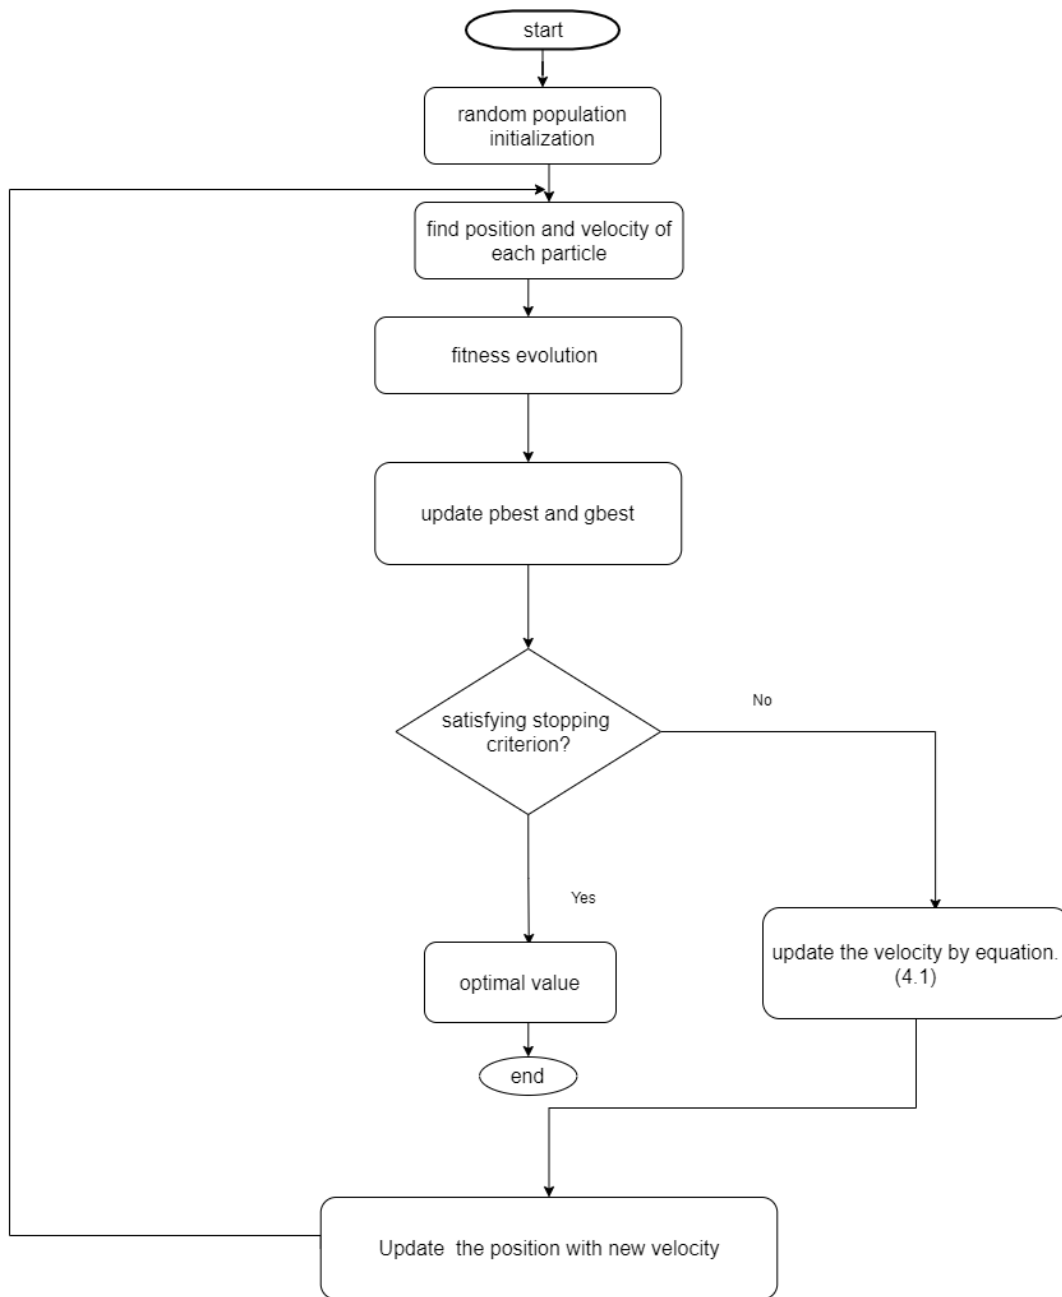 start
random population
initialization
find position and velocity of
each particle
fitness evolution
update pbest and gbest
satisfying stopping
criterion?
No
Yes
update the velocity by equation.
(4.1)
optimal value
end
Update the position with new velocity